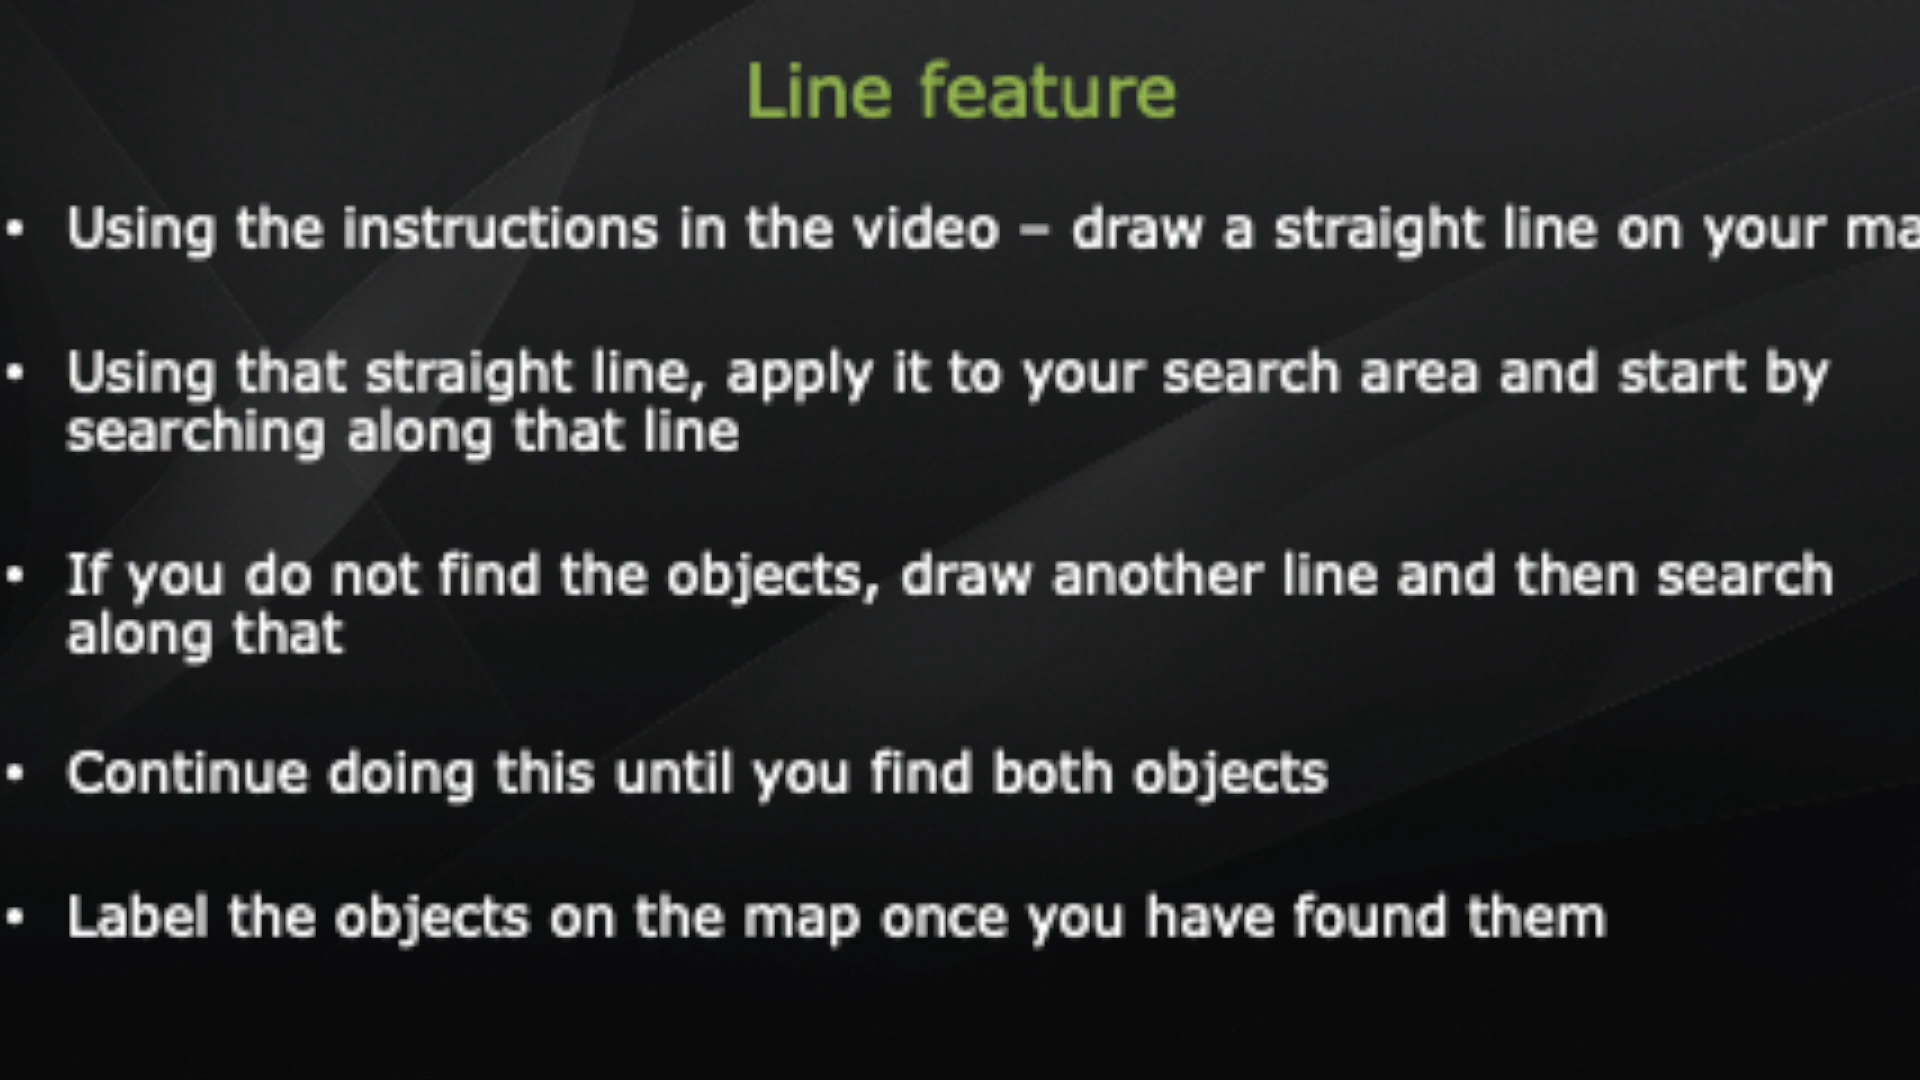 Line feature
• Using the instructions in the video – draw a straight line on your
• Using that straight line, apply it to your search area and start by
searching along that line
• If you do not find the objects, draw another line and then search
along that
• Continue doing this until you find both objects
• Label the objects on the map once you have found them